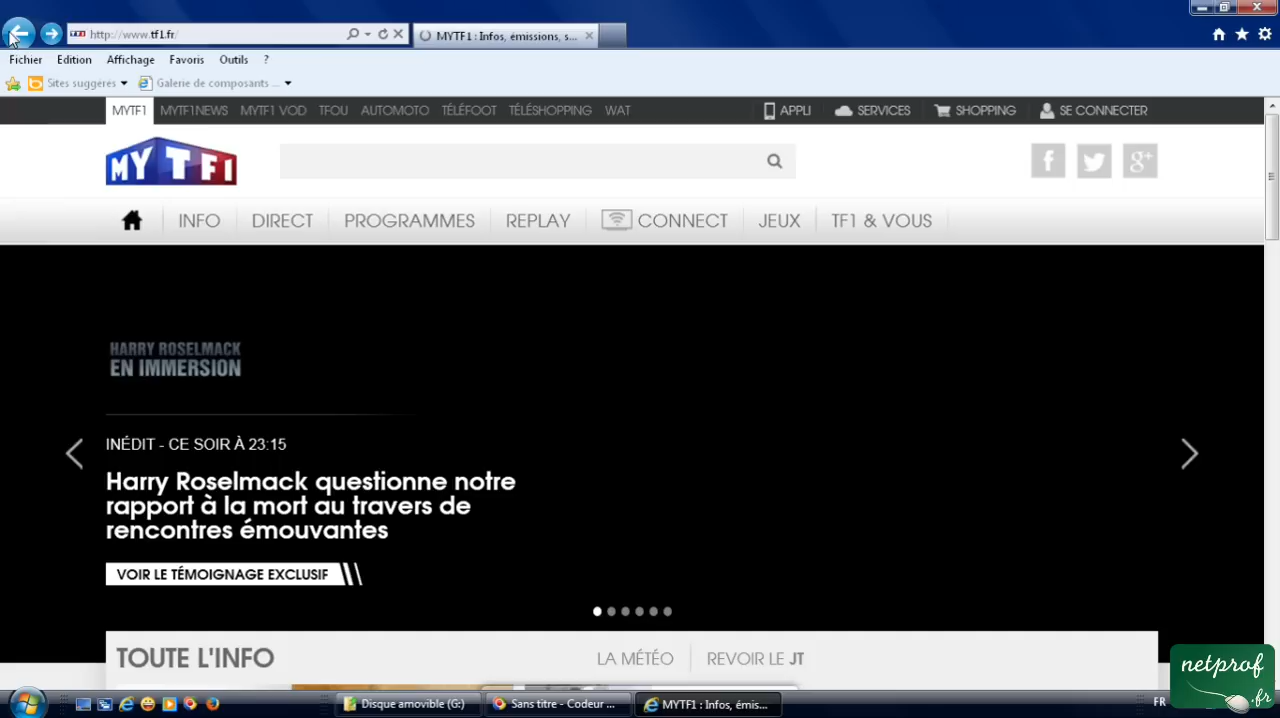 http://www.tf1.fr/
MYTF1 : Infos, émissions, s...
Fichier Edition Affichage Favoris Outils ?
Sites suggérés Galerie de composants ...
MYTF1 MYTF1NEWS MYTF1 VOD TFOU AUTOMOTO TÉLÉFOOT TÉLÉSHOPPING WAT APPLI SERVICES SHOPPING SE CONNECTER
MYTF1
INFO DIRECT PROGRAMMES REPLAY CONNECT JEUX TF1 & VOUS
HARRY ROSELMACK
EN IMMERSION
INÉDIT - CE SOIR À 23:15
Harry Roselmack questionne notre
rapport à la mort au travers de
rencontres émouvantes
VOIR LE TÉMOIGNAGE EXCLUSIF
TOUTE L'INFO LA MÉTÉO REVOIR LE JT
netprof
.fr
Disque amovible (G:) Sans titre - Codeur ... MYTF1 : Infos, émis... FR